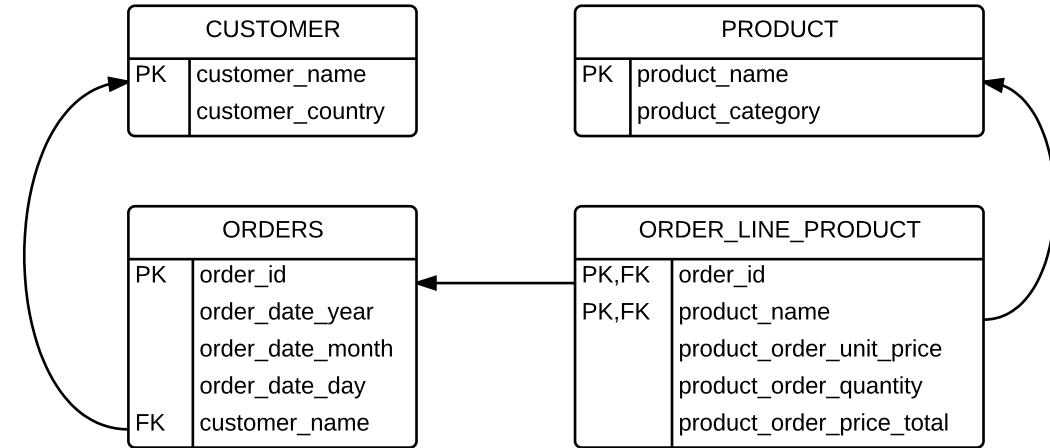 CUSTOMER
PK customer_name
customer_country
PRODUCT
PK product_name
product_category
ORDERS
PK order_id
order_date_year
order_date_month
order_date_day
FK customer_name
ORDER_LINE_PRODUCT
PK,FK order_id
PK,FK product_name
product_order_unit_price
product_order_quantity
product_order_price_total